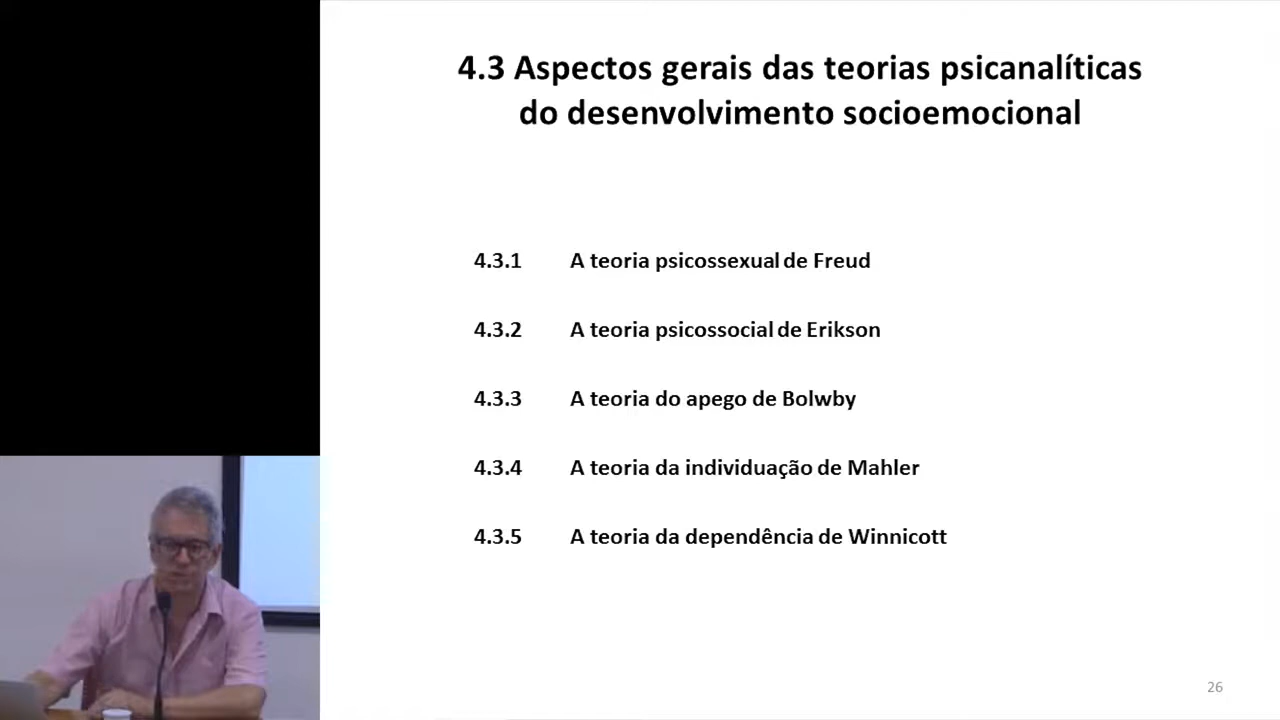 4.3 Aspectos gerais das teorias psicanalíticas
do desenvolvimento socioemocional
4.3.1 A teoria psicossexual de Freud
4.3.2 A teoria psicossocial de Erikson
4.3.3 A teoria do apego de Bolwby
4.3.4 A teoria da individuação de Mahler
4.3.5 A teoria da dependência de Winnicott
26